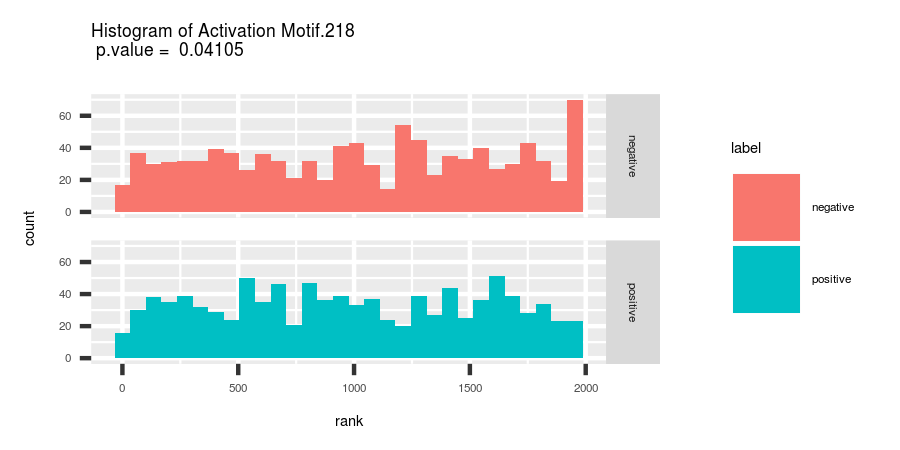 Histogram of Activation Motif.218
p.value = 0.04105
count
60
40
20
0
negative
60
40
20
0
positive
0 500 1000 1500 2000
rank
label
negative
positive